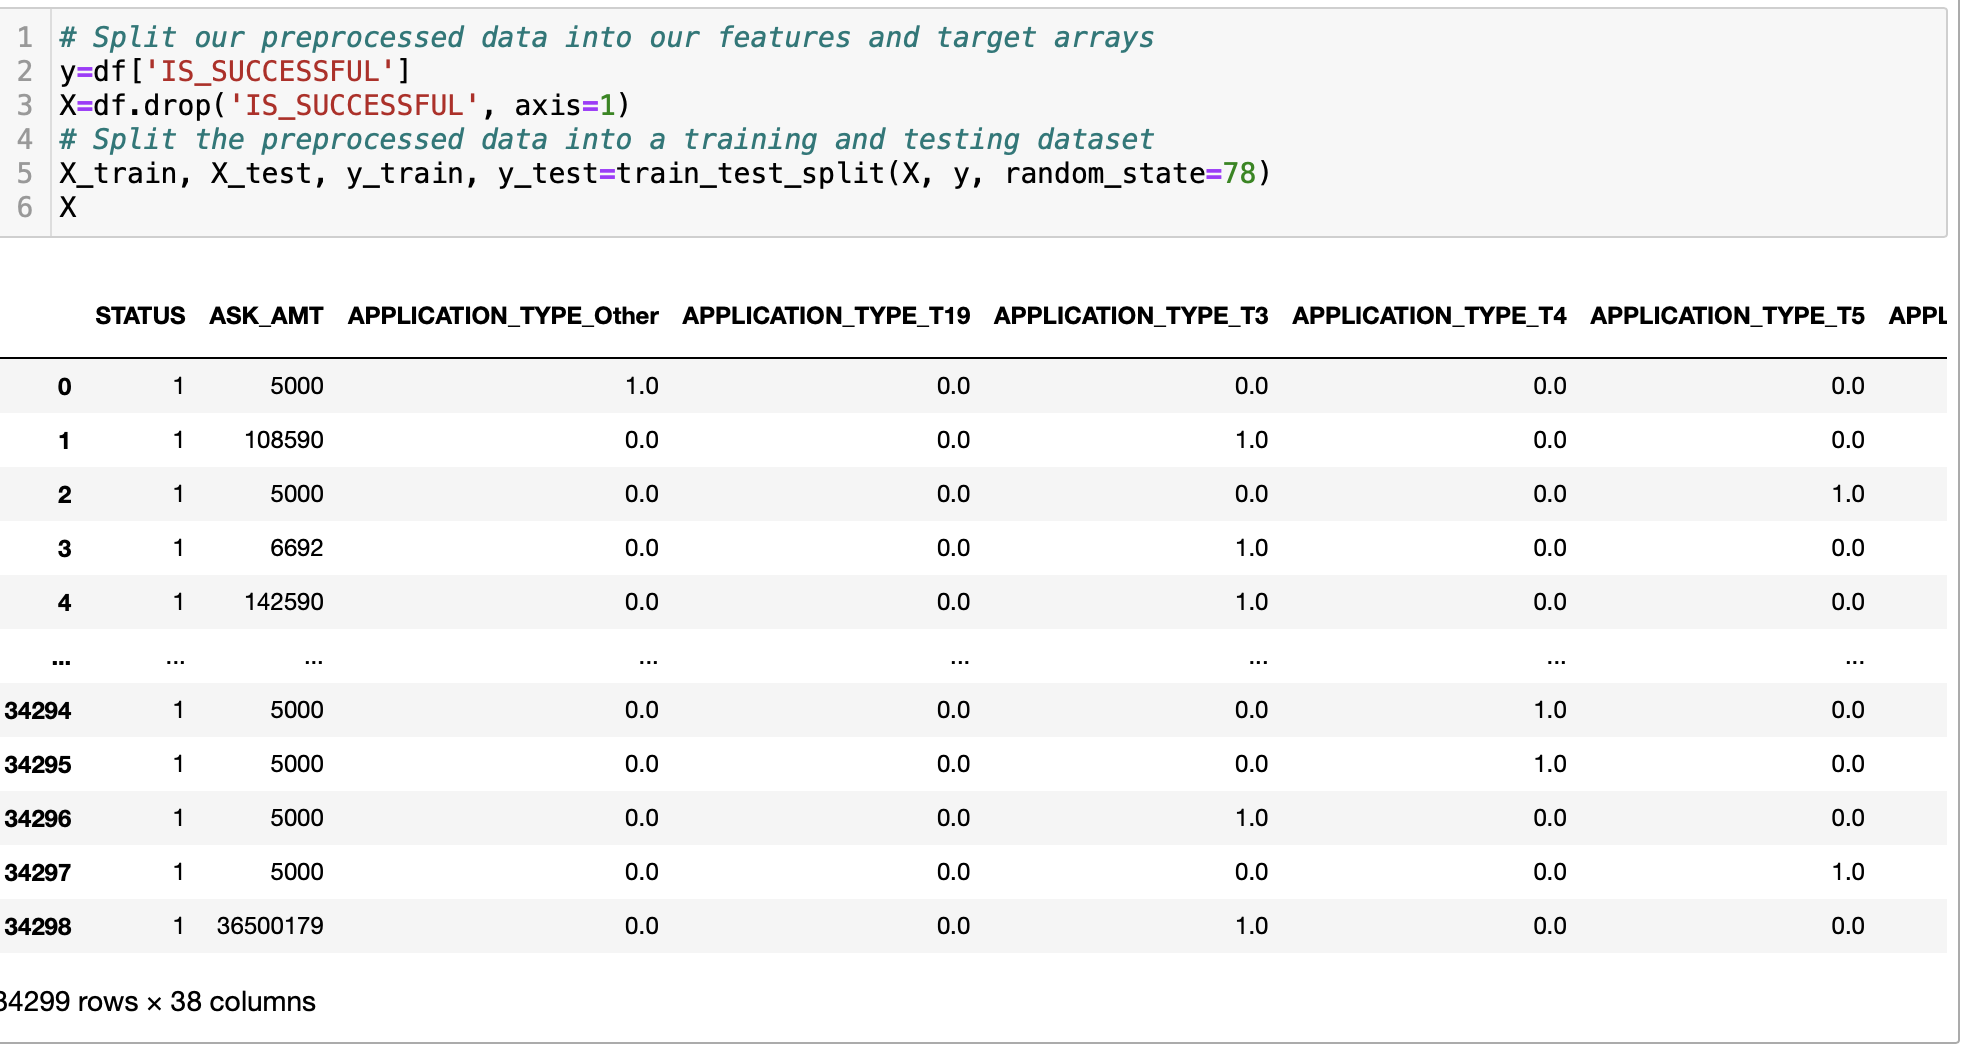 1 # Split our preprocessed data into our features and target arrays
2 y=df['IS_SUCCESSFUL']
3 X=df.drop('IS_SUCCESSFUL', axis=1)
4 # Split the preprocessed data into a training and testing dataset
5 X_train, X_test, y_train, y_test=train_test_split(X, y, random_state=78)
6 X
STATUS ASK_AMT APPLICATION_TYPE_Other APPLICATION_TYPE_T19 APPLICATION_TYPE_T3 APPLICATION_TYPE_T4 APPLICATION_TYPE_T5 APPL
0 1 5000 1.0 0.0 0.0 0.0 0.0
1 1 108590 0.0 0.0 1.0 0.0 0.0
2 1 5000 0.0 0.0 0.0 0.0 1.0
3 1 6692 0.0 0.0 1.0 0.0 0.0
4 1 142590 0.0 0.0 1.0 0.0 0.0
... ... ... ... ... ... ... ...
34294 1 5000 0.0 0.0 0.0 1.0 0.0
34295 1 5000 0.0 0.0 0.0 1.0 0.0
34296 1 5000 0.0 0.0 1.0 0.0 0.0
34297 1 5000 0.0 0.0 0.0 0.0 1.0
34298 1 36500179 0.0 0.0 1.0 0.0 0.0
34299 rows × 38 columns